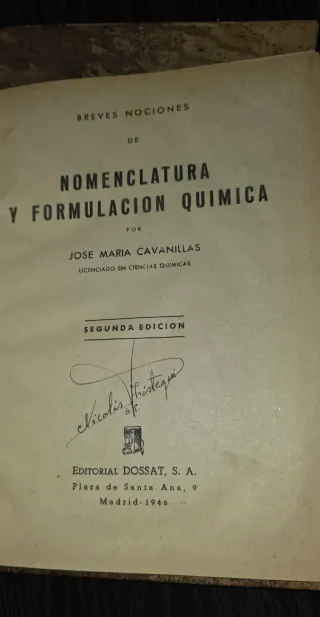 BREVES NOCIONES
DE
NOMENCLATURA
Y FORMULACION QUIMICA
POR
JOSE MARIA CAVANILLAS
LICENCIADO EN CIENCIAS QUIMICAS
SEGUNDA EDICION
Nicolás
EDITORIAL DOSSAT, S. A.
Plaza de Santa Ana, 9
Madrid-1946